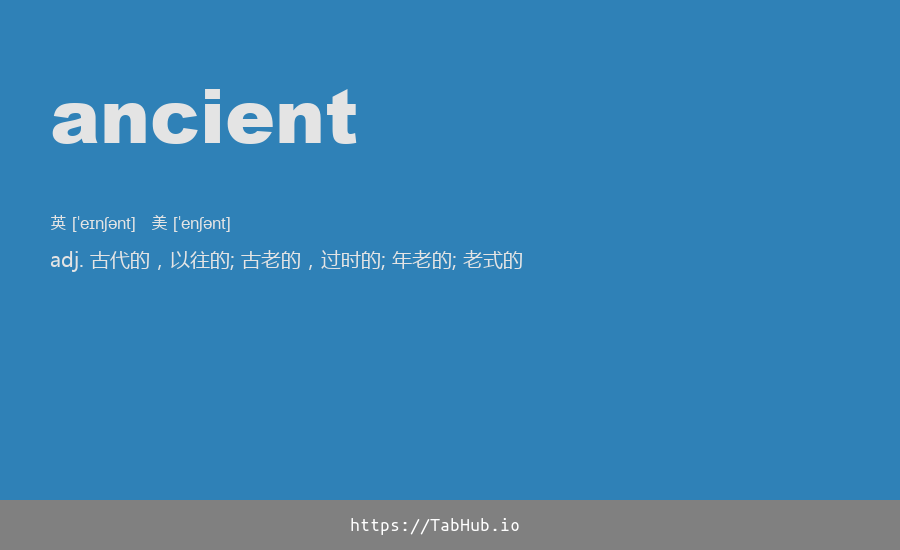 ancient
英 [ˈeɪnʃənt] 美 [ˈenʃənt]
adj. 古代的，以往的; 古老的，过时的; 年老的; 老式的
https://TabHub.io